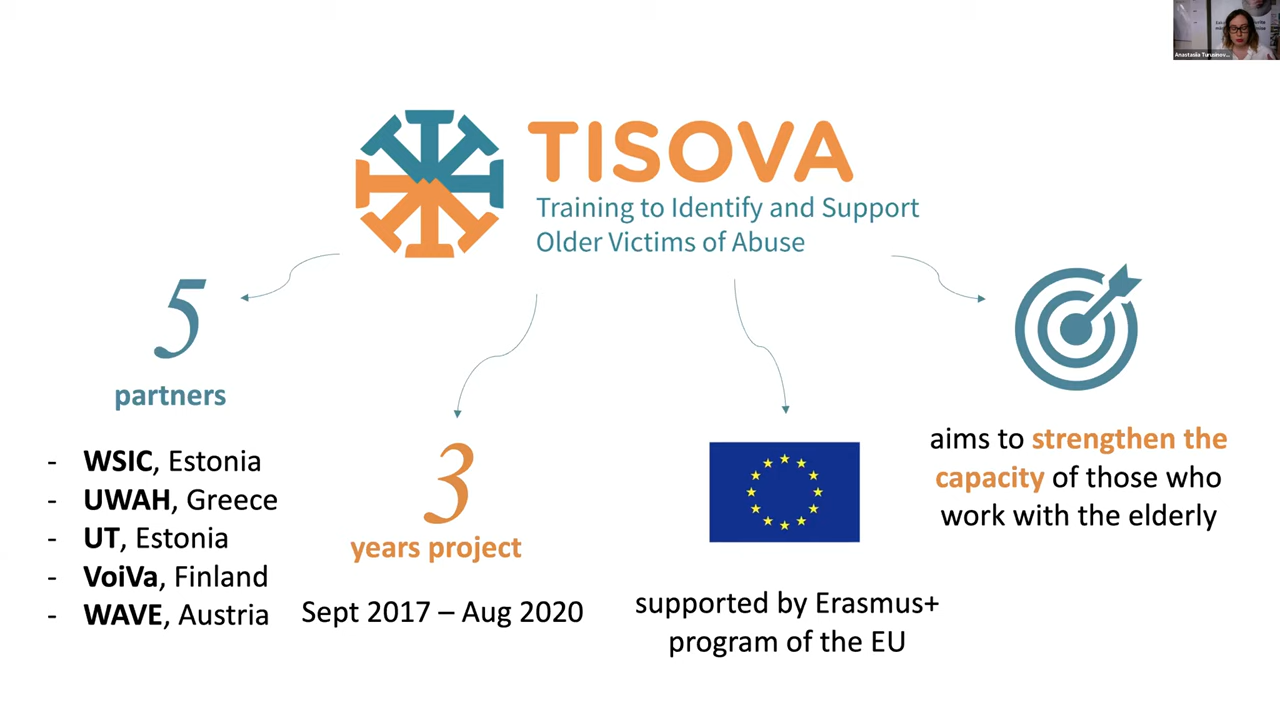 TISOVA
Training to Identify and Support
Older Victims of Abuse
5
partners
- WSIC, Estonia
- UWAH, Greece
- UT, Estonia
- VoiVa, Finland
- WAVE, Austria
3
years project
Sept 2017 – Aug 2020
supported by Erasmus+
program of the EU
aims to strengthen the
capacity of those who
work with the elderly